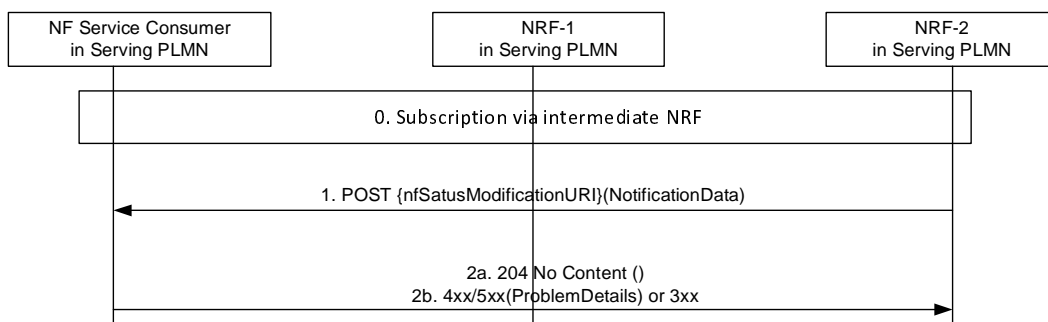 NF Service Consumer
in Serving PLMN
NRF-1
in Serving PLMN
NRF-2
in Serving PLMN
0. Subscription via intermediate NRF
1. POST {nfSatusModificationURI}(NotificationData)
2a. 204 No Content ()
2b. 4xx/5xx(ProblemDetails) or 3xx